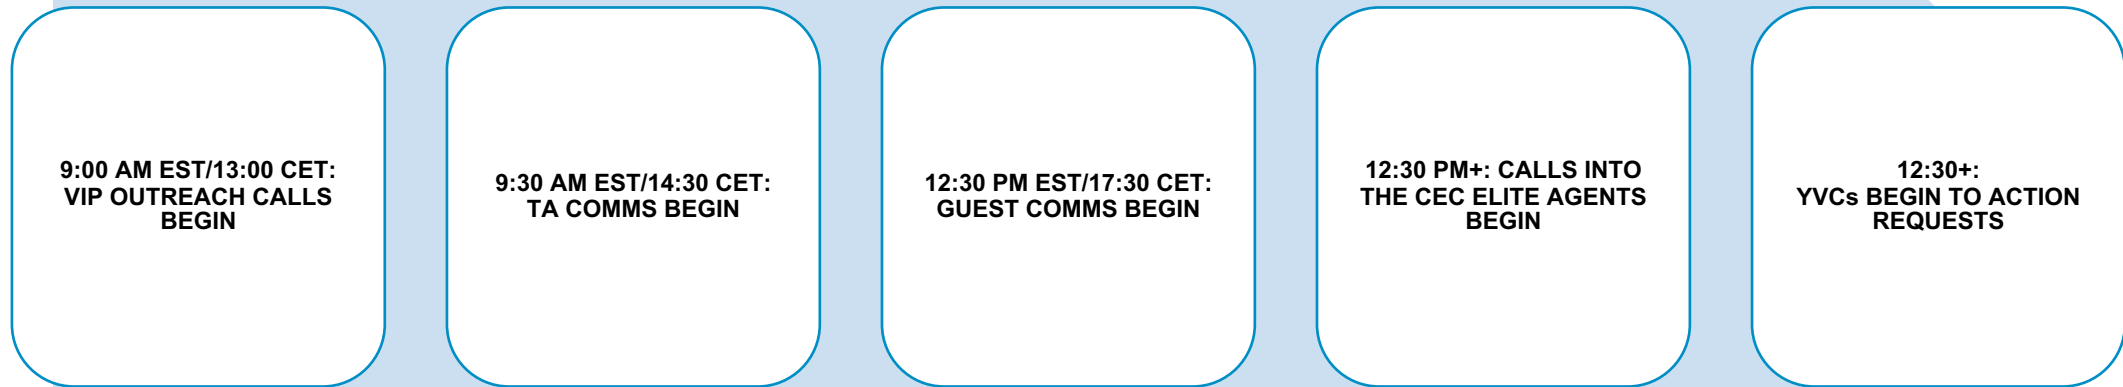 9:00 AM EST/13:00 CET:
VIP OUTREACH CALLS
BEGIN
9:30 AM EST/14:30 CET:
TA COMMS BEGIN
12:30 PM EST/17:30 CET:
GUEST COMMS BEGIN
12:30 PM+: CALLS INTO
THE CEC ELITE AGENTS
BEGIN
12:30+:
YVCs BEGIN TO ACTION
REQUESTS